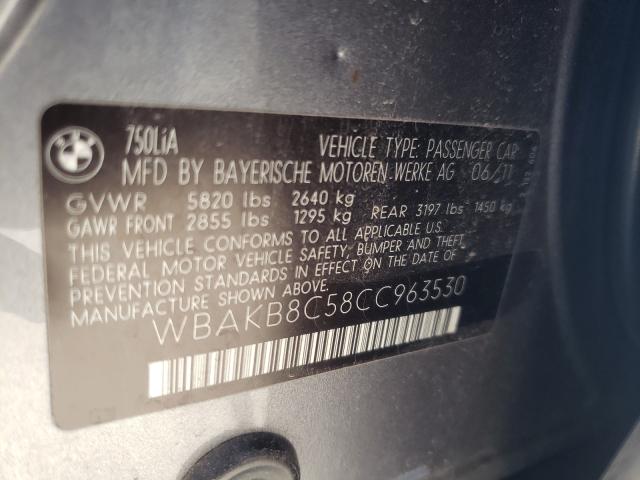 BMW
750LiA VEHICLE TYPE: PASSENGER CAR
MFD BY BAYERISCHE MOTOREN-WERKE AG 06/11
GVWR 5820 lbs 2640 kg
GAWR FRONT 2855 lbs 1295 kg REAR 3197 lbs 1450 kg
THIS VEHICLE CONFORMS TO ALL APPLICABLE U.S.
FEDERAL MOTOR VEHICLE SAFETY, BUMPER AND THEFT
PREVENTION STANDARDS IN EFFECT ON THE DATE OF
MANUFACTURE SHOWN ABOVE.
WBAKB8C58CC963530